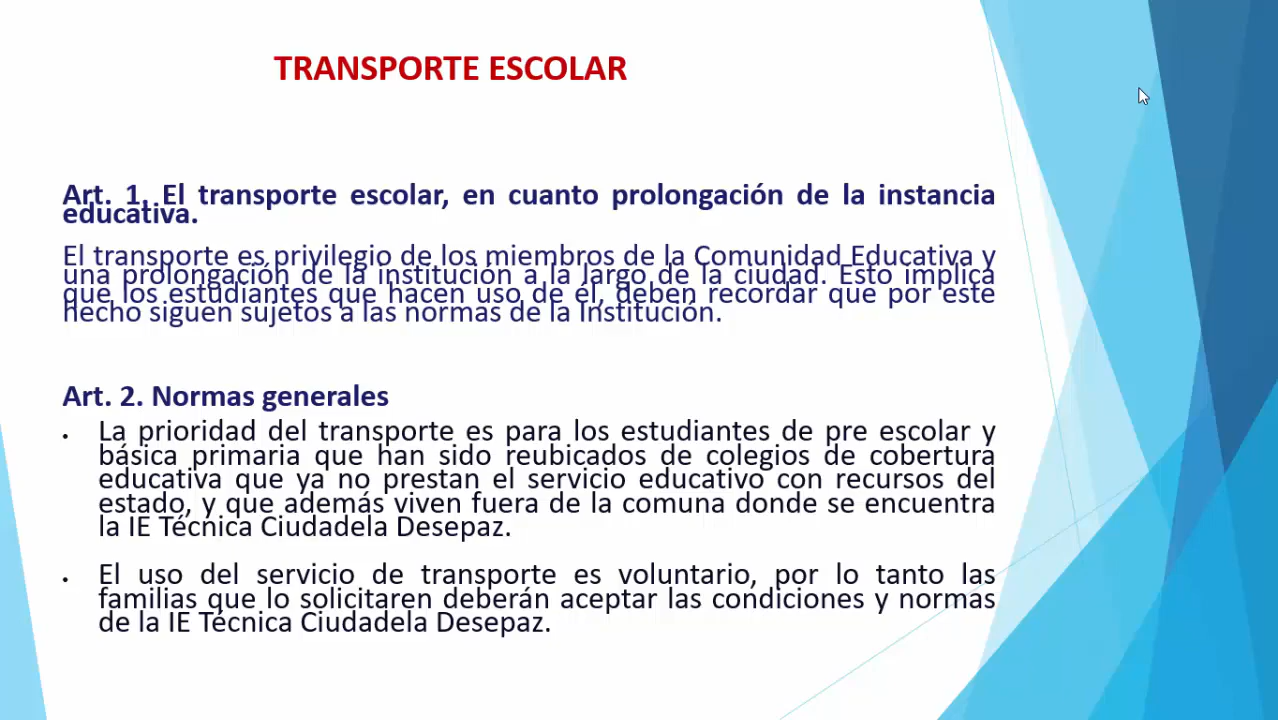 TRANSPORTE ESCOLAR
Art. 1. El transporte escolar, en cuanto prolongación de la instancia
educativa.
El transporte es privilegio de los miembros de la Comunidad Educativa y
una prolongación de la institución a la largo de la ciudad. Esto implica
que los estudiantes que hacen uso de él, deben recordar que por este
hecho siguen sujetos a las normas de la Institución.
Art. 2. Normas generales
• La prioridad del transporte es para los estudiantes de pre escolar y
básica primaria que han sido reubicados de colegios de cobertura
educativa que ya no prestan el servicio educativo con recursos del
estado, y que además viven fuera de la comuna donde se encuentra
la IE Técnica Ciudadela Desepaz.
• El uso del servicio de transporte es voluntario, por lo tanto las
familias que lo solicitaren deberán aceptar las condiciones y normas
de la IE Técnica Ciudadela Desepaz.